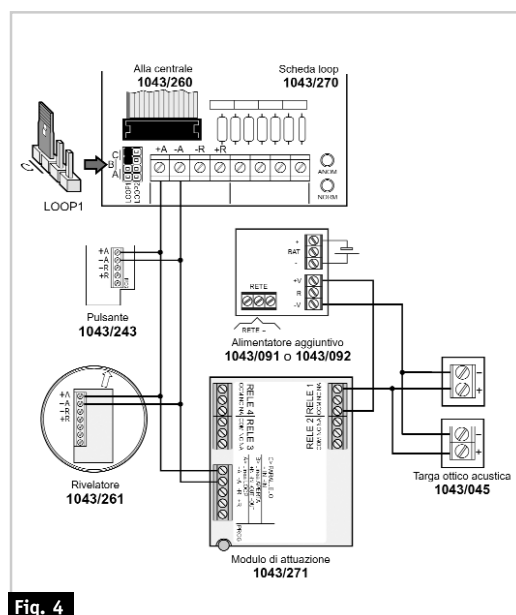 Alla centrale
1043/260
Scheda loop
1043/270
C
B
A
LOOP1
+A -A -R +R
ANOM
LOOP1
+A
-A
-R
+R
Pulsante
1043/243
+
BAT
-
+V
R
-V
RETE
RETE ~
Alimentatore aggiuntivo
1043/091 o 1043/092
+A
-A
-R
+R
Rivelatore
1043/261
RELE 4
RELE 3
RELE 1
RELE 2
-
+
-
+
Targa ottico acustica
1043/045
Modulo di attuazione
1043/271
Fig. 4